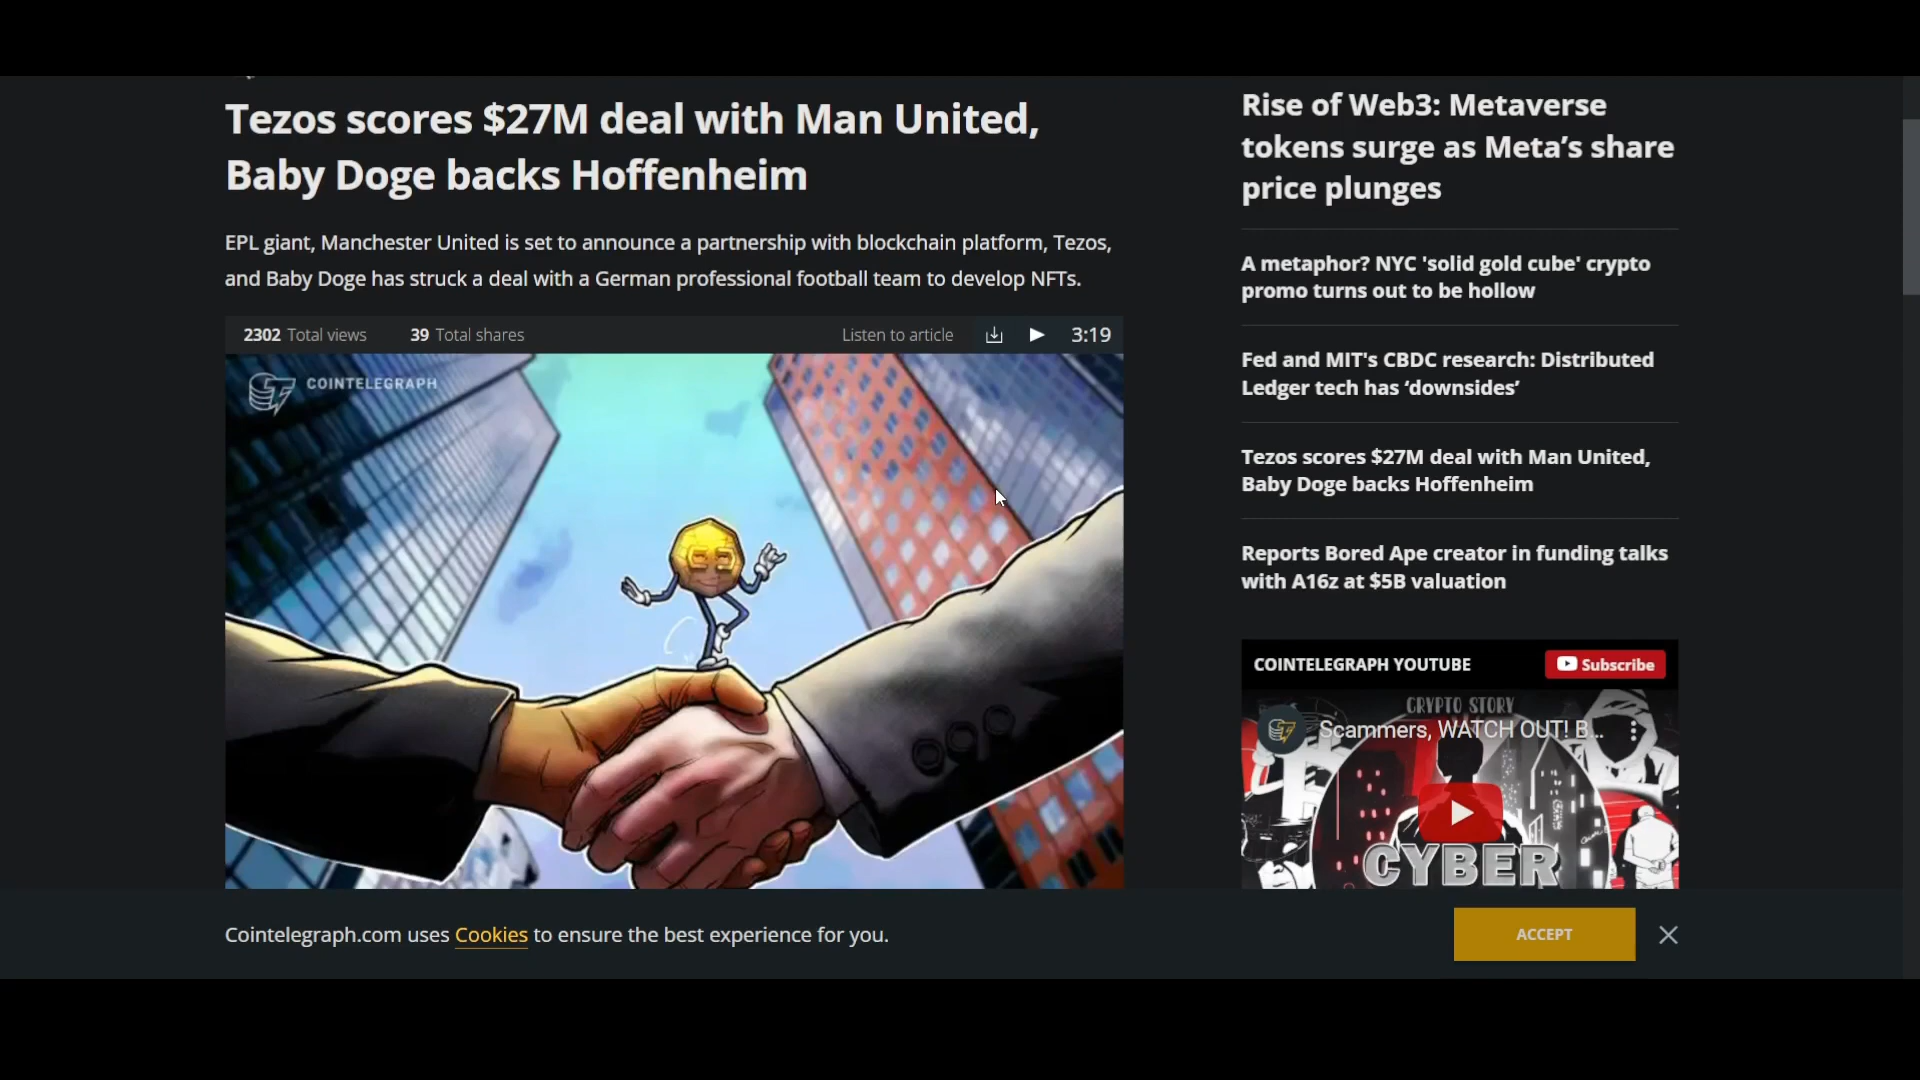 Tezos scores $27M deal with Man United,
Baby Doge backs Hoffenheim
EPL giant, Manchester United is set to announce a partnership with blockchain platform, Tezos,
and Baby Doge has struck a deal with a German professional football team to develop NFTs.
2302 Total views 39 Total shares Listen to article 3:19
COINTELEGRAPH
Rise of Web3: Metaverse
tokens surge as Meta’s share
price plunges
A metaphor? NYC 'solid gold cube' crypto
promo turns out to be hollow
Fed and MIT's CBDC research: Distributed
Ledger tech has ‘downsides’
Tezos scores $27M deal with Man United,
Baby Doge backs Hoffenheim
Reports Bored Ape creator in funding talks
with A16z at $5B valuation
COINTELEGRAPH YOUTUBE Subscribe
CRYPTO STORY
Scammers, WATCH OUT! B...
CYBER
Cointelegraph.com uses Cookies to ensure the best experience for you.
ACCEPT